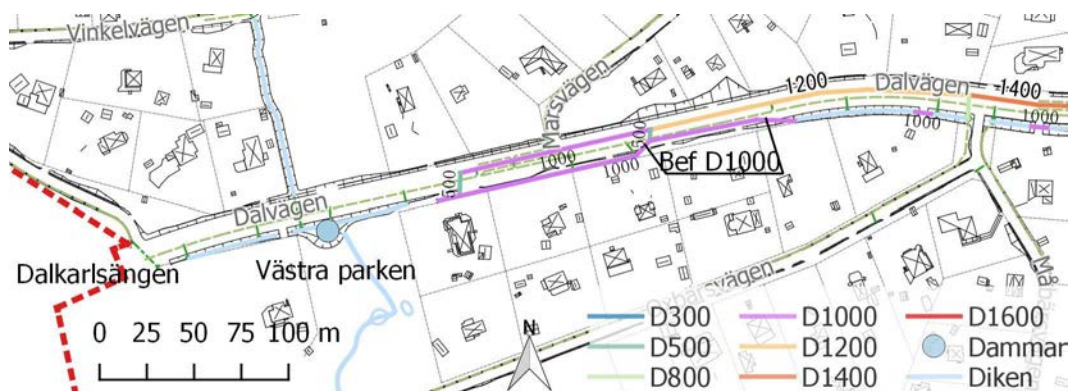 Vinkelvägen
Marsvägen
1200
Dalvägen
1400
500
1000
1000
1000
1000
500
Bef D1000
Dalvägen
Dalkarlsängen
Västra parken
Oxbärsvägen
0 25 50 75 100 m
N
D300
D500
D800
D1000
D1200
D1400
D1600
Dammar
Diken